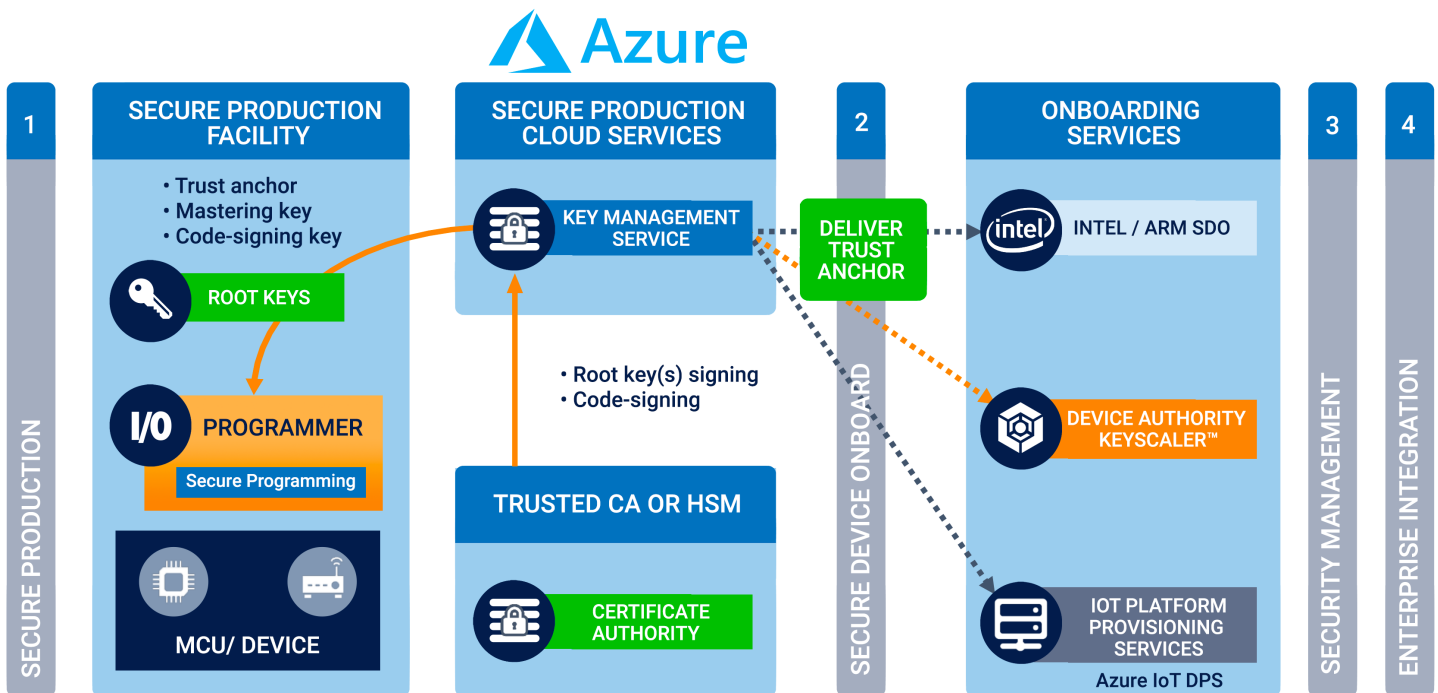 Azure
1
SECURE PRODUCTION
SECURE PRODUCTION
FACILITY
• Trust anchor
• Mastering key
• Code-signing key
ROOT KEYS
I/O
PROGRAMMER
Secure Programming
MCU/ DEVICE
SECURE PRODUCTION
CLOUD SERVICES
KEY MANAGEMENT
SERVICE
• Root key(s) signing
• Code-signing
TRUSTED CA OR HSM
CERTIFICATE
AUTHORITY
2
SECURE DEVICE ONBOARD
DELIVER
TRUST
ANCHOR
ONBOARDING
SERVICES
intel
INTEL / ARM SDO
DEVICE AUTHORITY
KEYSCALER™
IOT PLATFORM
PROVISIONING
SERVICES
Azure IoT DPS
3
SECURITY MANAGEMENT
4
ENTERPRISE INTEGRATION